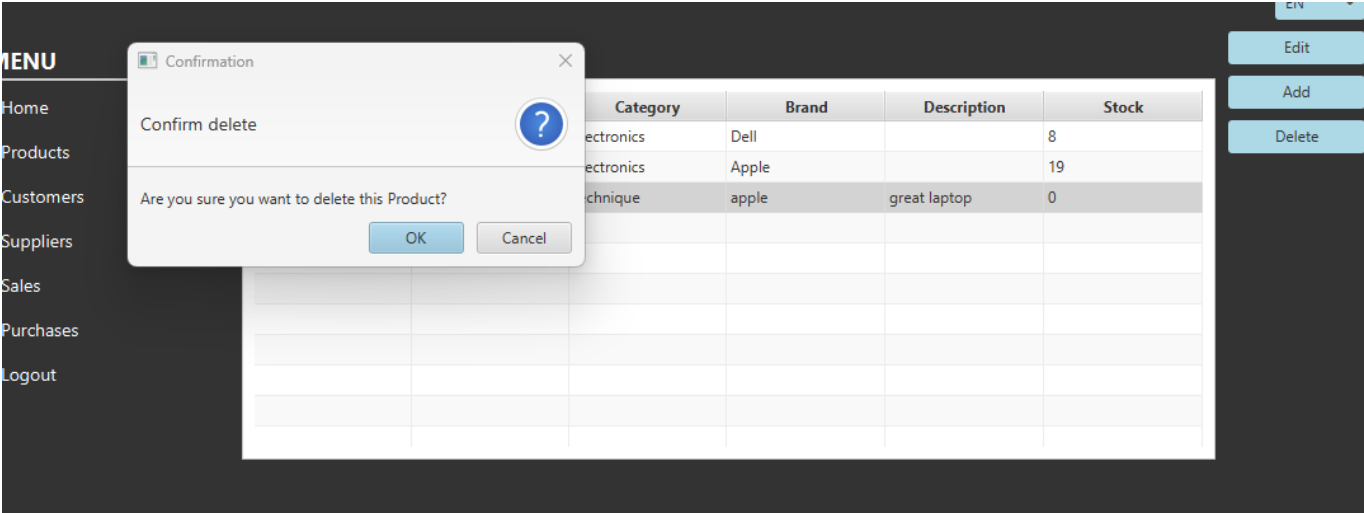 EN
Edit
Add
Delete
MENU
Home
Products
Customers
Suppliers
Sales
Purchases
Logout
Confirmation
Confirm delete
?
Are you sure you want to delete this Product?
OK Cancel
Category Brand Description Stock
ectronics Dell 8
ectronics Apple 19
echnique apple great laptop 0